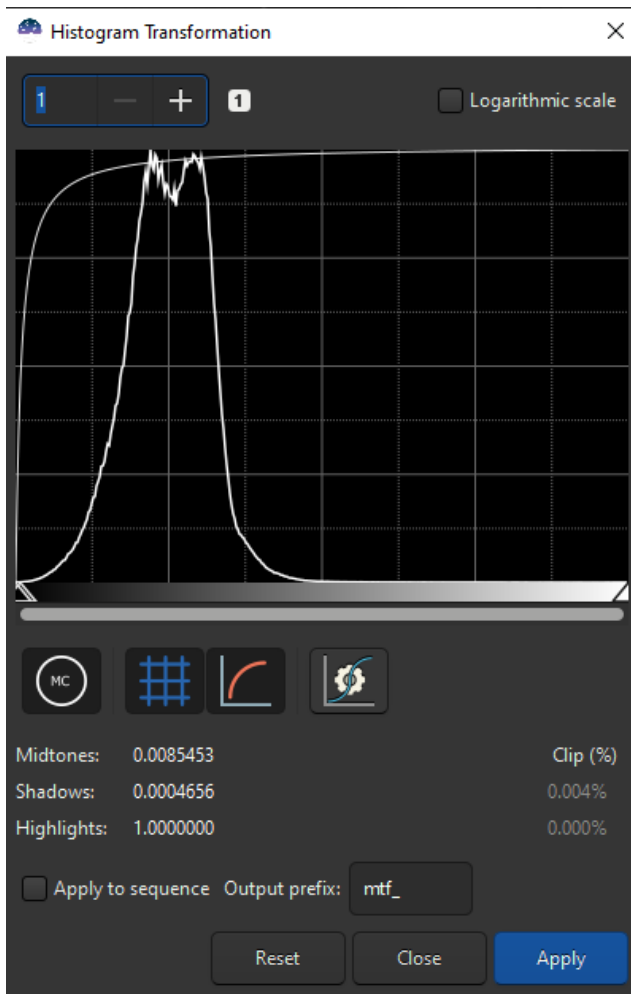 Histogram Transformation
1
1
Logarithmic scale
MC
Midtones: 0.0085453 Clip (%)
Shadows: 0.0004656 0.004%
Highlights: 1.0000000 0.000%
Apply to sequence Output prefix: mtf_
Reset Close Apply